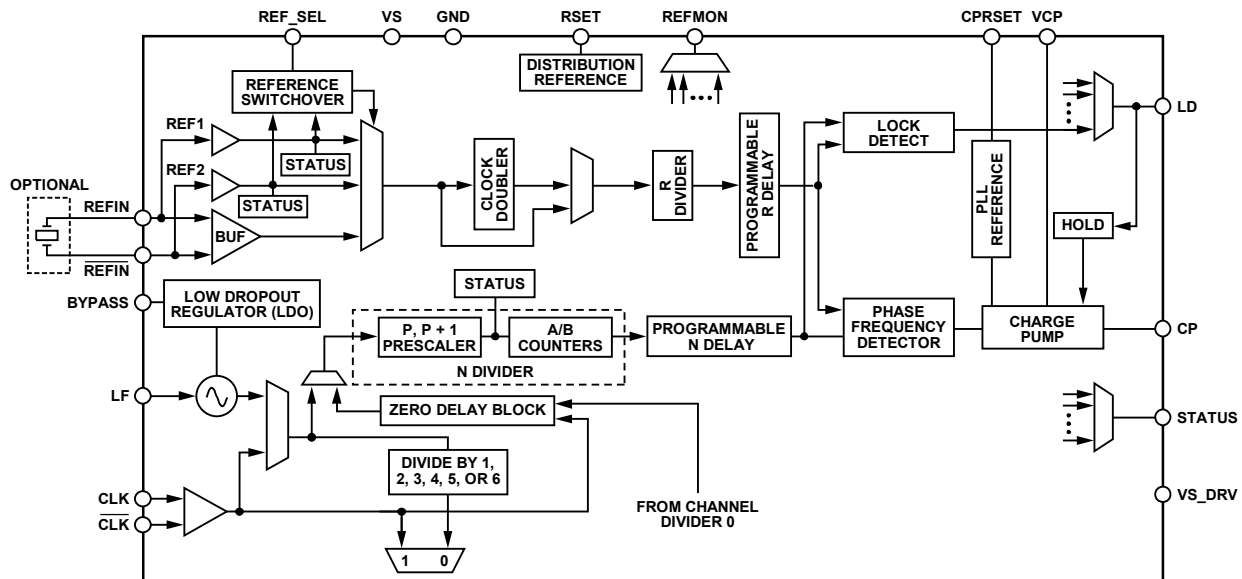 REF_SEL
VS
GND
RSET
REFMON
CPRSET
VCP
DISTRIBUTION
REFERENCE
REFERENCE
SWITCHOVER
LD
REF1
STATUS
LOCK
DETECT
OPTIONAL
REF2
STATUS
CLOCK
DOUBLER
R
DIVIDER
PROGRAMMABLE
R DELAY
PLL
REFERENCE
REFIN
HOLD
BUF
REFIN
BYPASS
LOW DROPOUT
REGULATOR (LDO)
STATUS
P, P + 1
PRESCALER
A/B
COUNTERS
N DIVIDER
PROGRAMMABLE
N DELAY
PHASE
FREQUENCY
DETECTOR
CHARGE
PUMP
CP
LF
ZERO DELAY BLOCK
STATUS
DIVIDE BY 1,
2, 3, 4, 5, OR 6
CLK
CLK
FROM CHANNEL
DIVIDER 0
VS_DRV
1 0